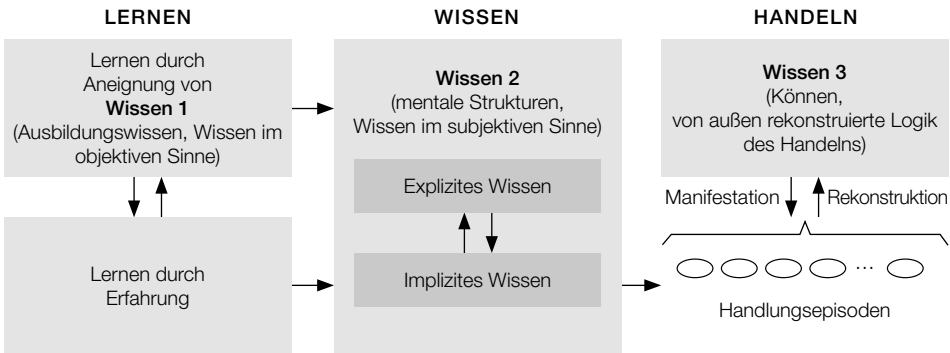 LERNEN
Lernen durch
Aneignung von
Wissen 1
(Ausbildungswissen, Wissen im
objektiven Sinne)
Lernen durch
Erfahrung
WISSEN
Wissen 2
(mentale Strukturen,
Wissen im subjektiven Sinne)
Explizites Wissen
Implizites Wissen
HANDELN
Wissen 3
(Können,
von außen rekonstruierte Logik
des Handelns)
Manifestation
Rekonstruktion
...
Handlungsepisoden